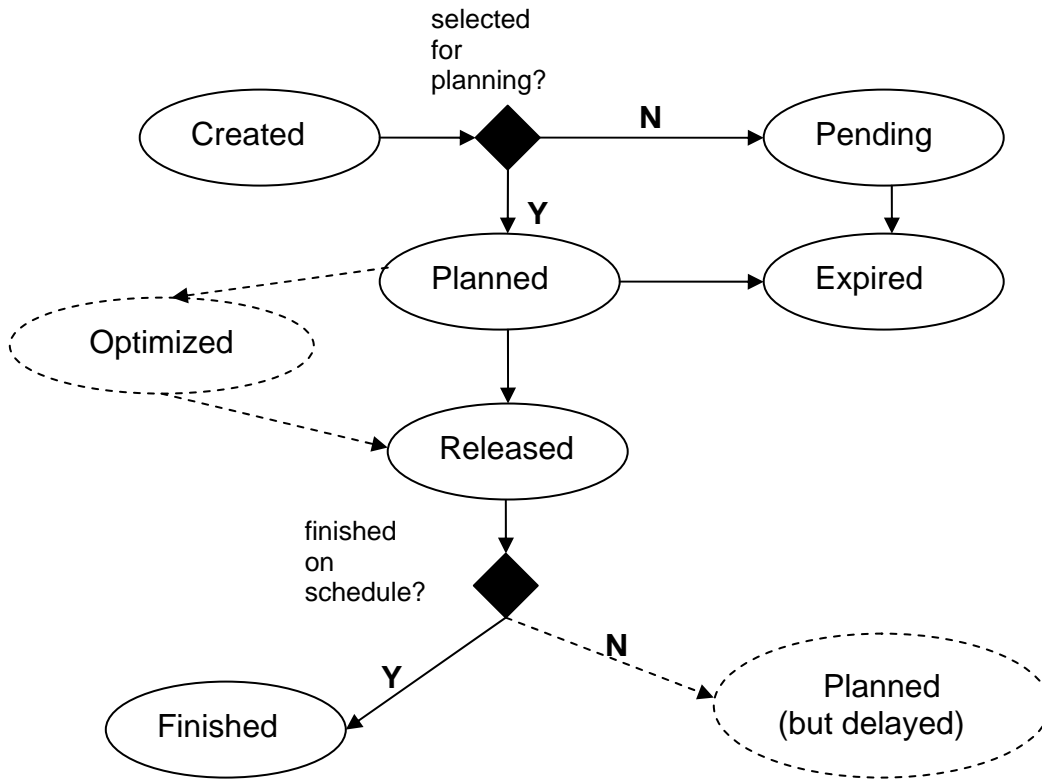 selected
for
planning?
Created
N
Pending
Y
Planned
Expired
Optimized
Released
finished
on
schedule?
N
Y
Planned
(but delayed)
Finished